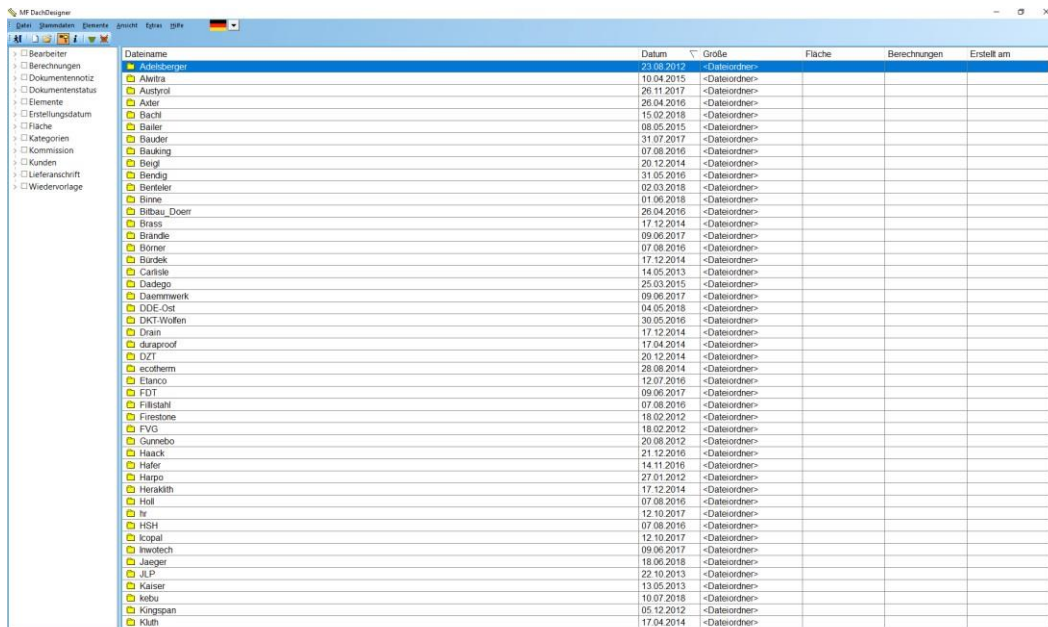 MF DachDesigner
Datei Stammdaten Elemente Ansicht Extras Hilfe
Bearbeiter
Berechnungen
Dokumentennotiz
Dokumentenstatus
Elemente
Erstellungsdatum
Fläche
Kategorien
Kommission
Kunden
Lieferanschrift
Wiedervorlage
Dateiname Datum Größe Fläche Berechnungen Erstellt am
Adelsberger 23.08.2012 <Dateiordner>
Alwitra 10.04.2015 <Dateiordner>
Austyrol 26.11.2017 <Dateiordner>
Axter 26.04.2016 <Dateiordner>
Bachl 15.02.2018 <Dateiordner>
Bailer 08.05.2015 <Dateiordner>
Bauder 31.07.2017 <Dateiordner>
Bauking 07.08.2016 <Dateiordner>
Beigl 20.12.2014 <Dateiordner>
Bendig 31.05.2016 <Dateiordner>
Benteler 02.03.2018 <Dateiordner>
Binne 01.06.2018 <Dateiordner>
Bitbau_Doerr 26.04.2016 <Dateiordner>
Brass 17.12.2014 <Dateiordner>
Brändle 09.06.2017 <Dateiordner>
Börner 07.08.2016 <Dateiordner>
Bürdek 17.12.2014 <Dateiordner>
Carlisle 14.05.2013 <Dateiordner>
Dadego 25.03.2015 <Dateiordner>
Daemmwerk 09.06.2017 <Dateiordner>
DDE-Ost 04.05.2018 <Dateiordner>
DKT-Wolfen 30.05.2016 <Dateiordner>
Drain 17.12.2014 <Dateiordner>
duraproof 17.04.2014 <Dateiordner>
DZT 20.12.2014 <Dateiordner>
ecotherm 28.08.2014 <Dateiordner>
Etanco 12.07.2016 <Dateiordner>
FDT 09.06.2017 <Dateiordner>
Fillistahl 07.08.2016 <Dateiordner>
Firestone 18.02.2012 <Dateiordner>
FVG 18.02.2012 <Dateiordner>
Gunnebo 20.08.2012 <Dateiordner>
Haack 21.12.2016 <Dateiordner>
Hafer 14.11.2016 <Dateiordner>
Harpo 27.01.2012 <Dateiordner>
Heraklith 17.12.2014 <Dateiordner>
Holl 07.08.2016 <Dateiordner>
hr 12.10.2017 <Dateiordner>
HSH 07.08.2016 <Dateiordner>
Icopal 12.10.2017 <Dateiordner>
Inwotech 09.06.2017 <Dateiordner>
Jaeger 18.06.2018 <Dateiordner>
JLP 22.10.2013 <Dateiordner>
Kaiser 13.05.2013 <Dateiordner>
kebu 10.07.2018 <Dateiordner>
Kingspan 05.12.2012 <Dateiordner>
Kluth 17.04.2014 <Dateiordner>